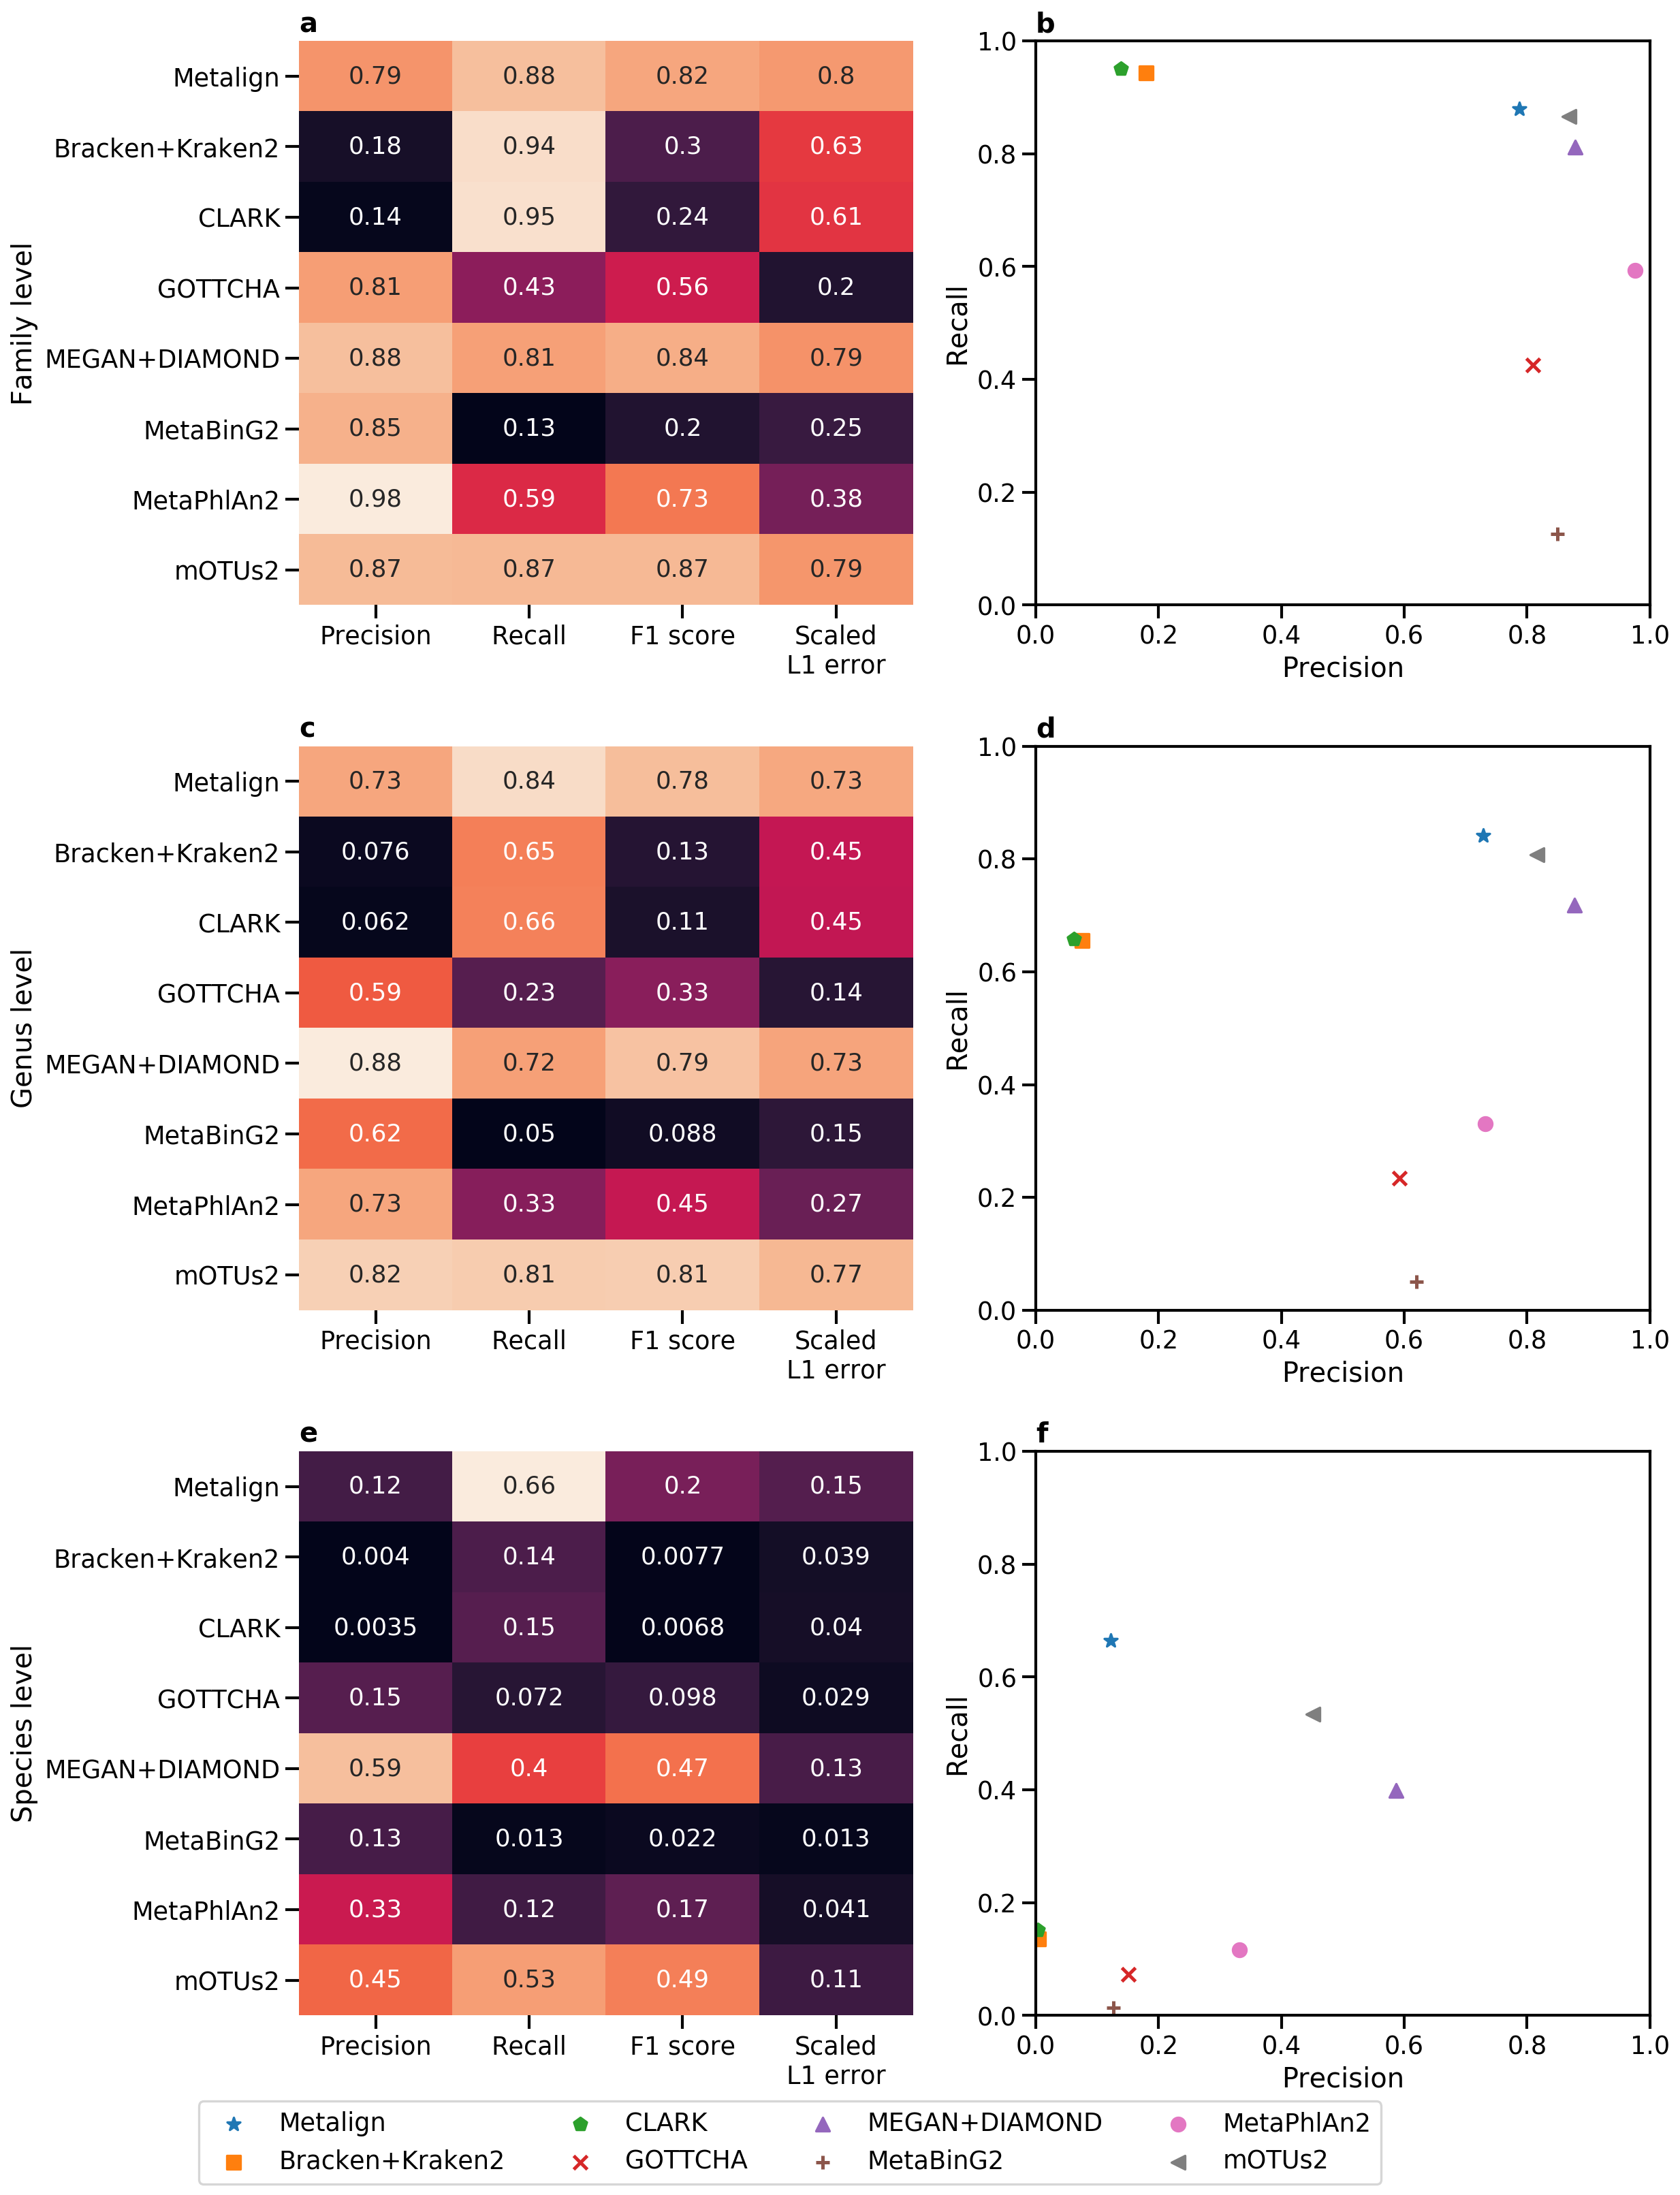 a
Family level
Metalign 0.79 0.88 0.82 0.8
Bracken+Kraken2 0.18 0.94 0.3 0.63
CLARK 0.14 0.95 0.24 0.61
GOTTCHA 0.81 0.43 0.56 0.2
MEGAN+DIAMOND 0.88 0.81 0.84 0.79
MetaBinG2 0.85 0.13 0.2 0.25
MetaPhlAn2 0.98 0.59 0.73 0.38
mOTUs2 0.87 0.87 0.87 0.79
Precision Recall F1 score Scaled
L1 error
b
Recall
1.0
0.8
0.6
0.4
0.2
0.0
0.0 0.2 0.4 0.6 0.8 1.0
Precision
c
Genus level
Metalign 0.73 0.84 0.78 0.73
Bracken+Kraken2 0.076 0.65 0.13 0.45
CLARK 0.062 0.66 0.11 0.45
GOTTCHA 0.59 0.23 0.33 0.14
MEGAN+DIAMOND 0.88 0.72 0.79 0.73
MetaBinG2 0.62 0.05 0.088 0.15
MetaPhlAn2 0.73 0.33 0.45 0.27
mOTUs2 0.82 0.81 0.81 0.77
Precision Recall F1 score Scaled
L1 error
d
Recall
1.0
0.8
0.6
0.4
0.2
0.0
0.0 0.2 0.4 0.6 0.8 1.0
Precision
e
Species level
Metalign 0.12 0.66 0.2 0.15
Bracken+Kraken2 0.004 0.14 0.0077 0.039
CLARK 0.0035 0.15 0.0068 0.04
GOTTCHA 0.15 0.072 0.098 0.029
MEGAN+DIAMOND 0.59 0.4 0.47 0.13
MetaBinG2 0.13 0.013 0.022 0.013
MetaPhlAn2 0.33 0.12 0.17 0.041
mOTUs2 0.45 0.53 0.49 0.11
Precision Recall F1 score Scaled
L1 error
f
Recall
1.0
0.8
0.6
0.4
0.2
0.0
0.0 0.2 0.4 0.6 0.8 1.0
Precision
Metalign CLARK MEGAN+DIAMOND MetaPhlAn2
Bracken+Kraken2 GOTTCHA MetaBinG2 mOTUs2